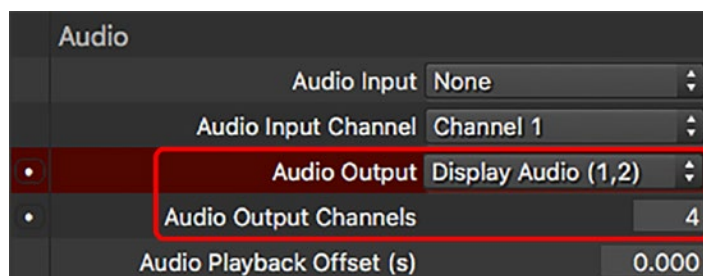 Audio
Audio Input None
Audio Input Channel Channel 1
Audio Output Display Audio (1,2)
Audio Output Channels 4
Audio Playback Offset (s) 0.000